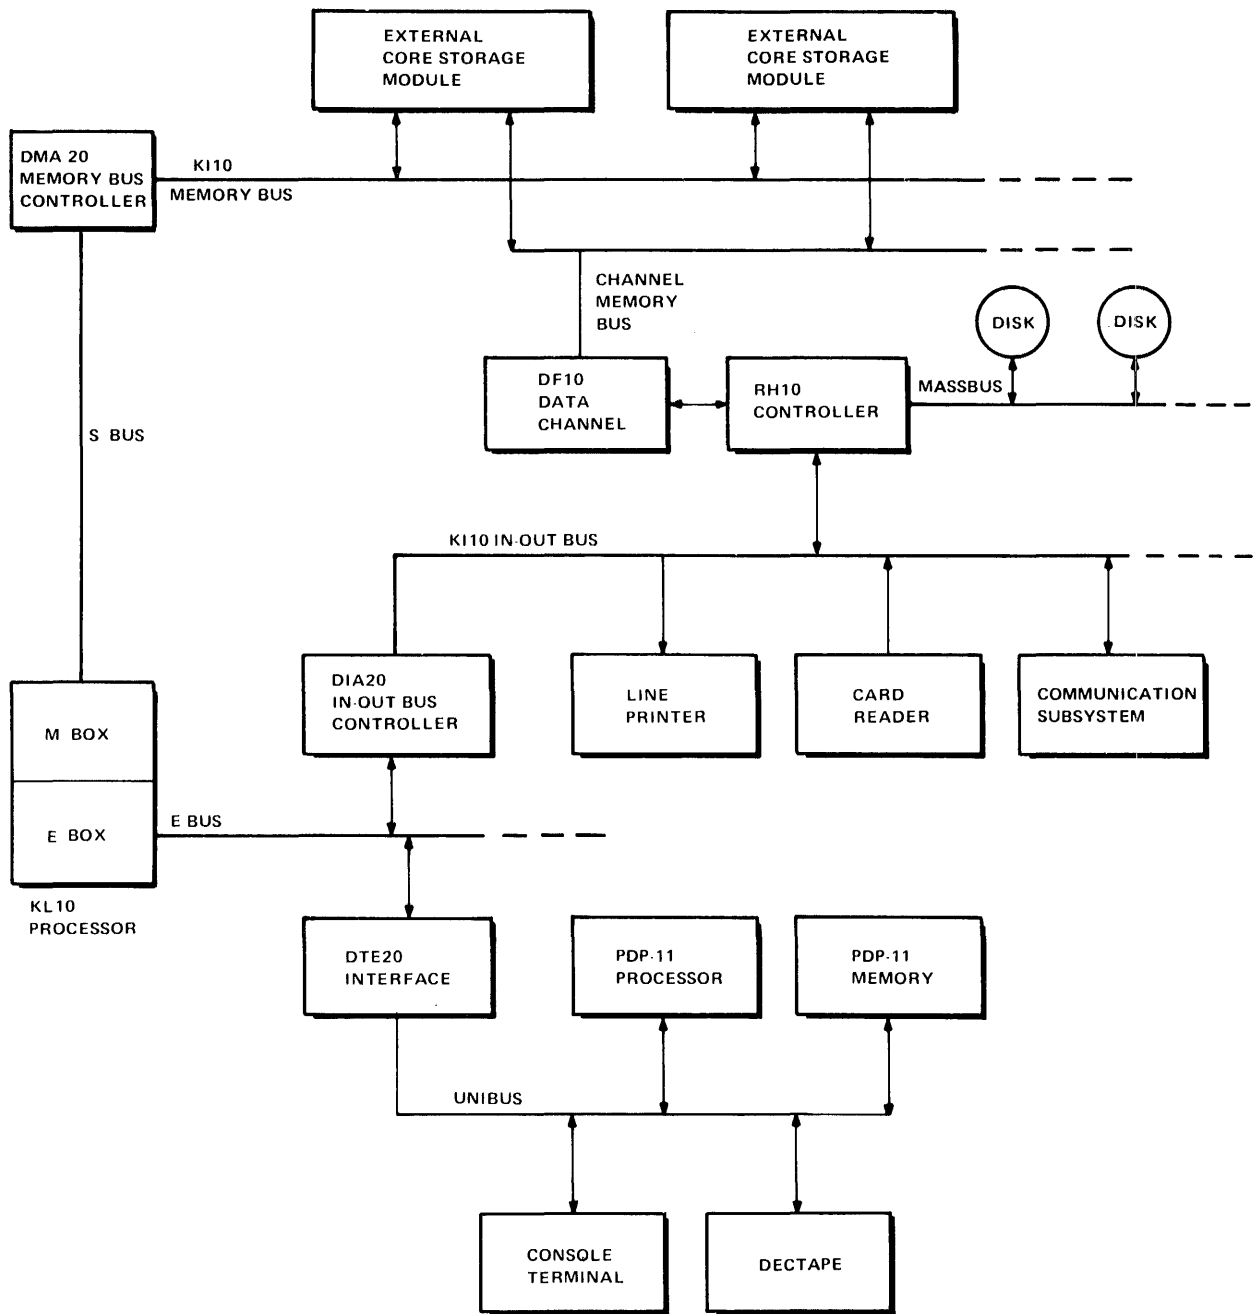 EXTERNAL
CORE STORAGE
MODULE
EXTERNAL
CORE STORAGE
MODULE
DMA 20
MEMORY BUS
CONTROLLER
KI10
MEMORY BUS
CHANNEL
MEMORY
BUS
DISK
DISK
DF10
DATA
CHANNEL
RH10
CONTROLLER
MASSBUS
S BUS
KI10 IN-OUT BUS
DIA20
IN-OUT BUS
CONTROLLER
LINE
PRINTER
CARD
READER
COMMUNICATION
SUBSYSTEM
M BOX
E BOX
E BUS
KL10
PROCESSOR
DTE20
INTERFACE
PDP-11
PROCESSOR
PDP-11
MEMORY
UNIBUS
CONSOLE
TERMINAL
DECTAPE